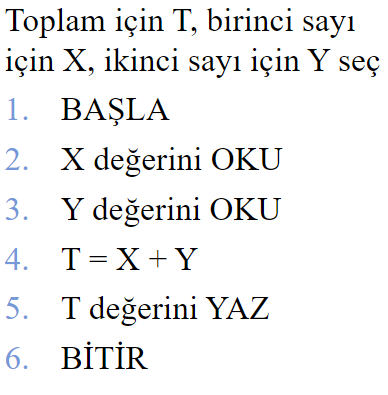 Toplam için T, birinci sayı
için X, ikinci sayı için Y seç
1. BAŞLA
2. X değerini OKU
3. Y değerini OKU
4. T = X + Y
5. T değerini YAZ
6. BİTİR